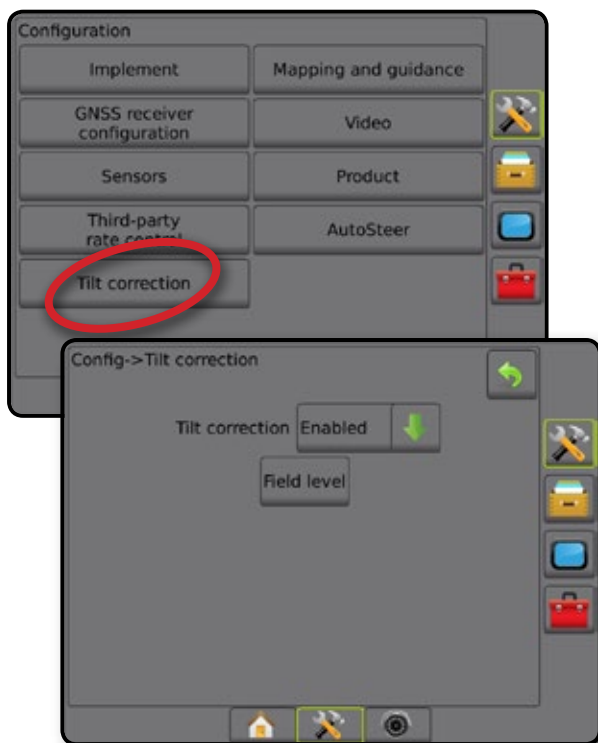 Configuration
Implement
Mapping and guidance
GNSS receiver
configuration
Video
Sensors
Product
Third-party
rate control
AutoSteer
Tilt correction
Config->Tilt correction
Tilt correction Enabled
Field level